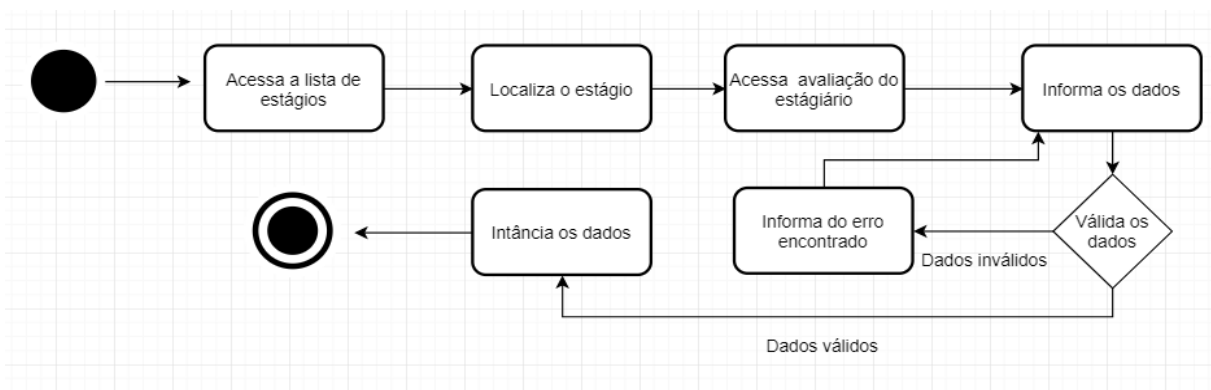 Acessa a lista de
estágios
Localiza o estágio
Acessa avaliação do
estágiário
Informa os dados
Intância os dados
Informa do erro
encontrado
Válida os
dados
Dados inválidos
Dados válidos